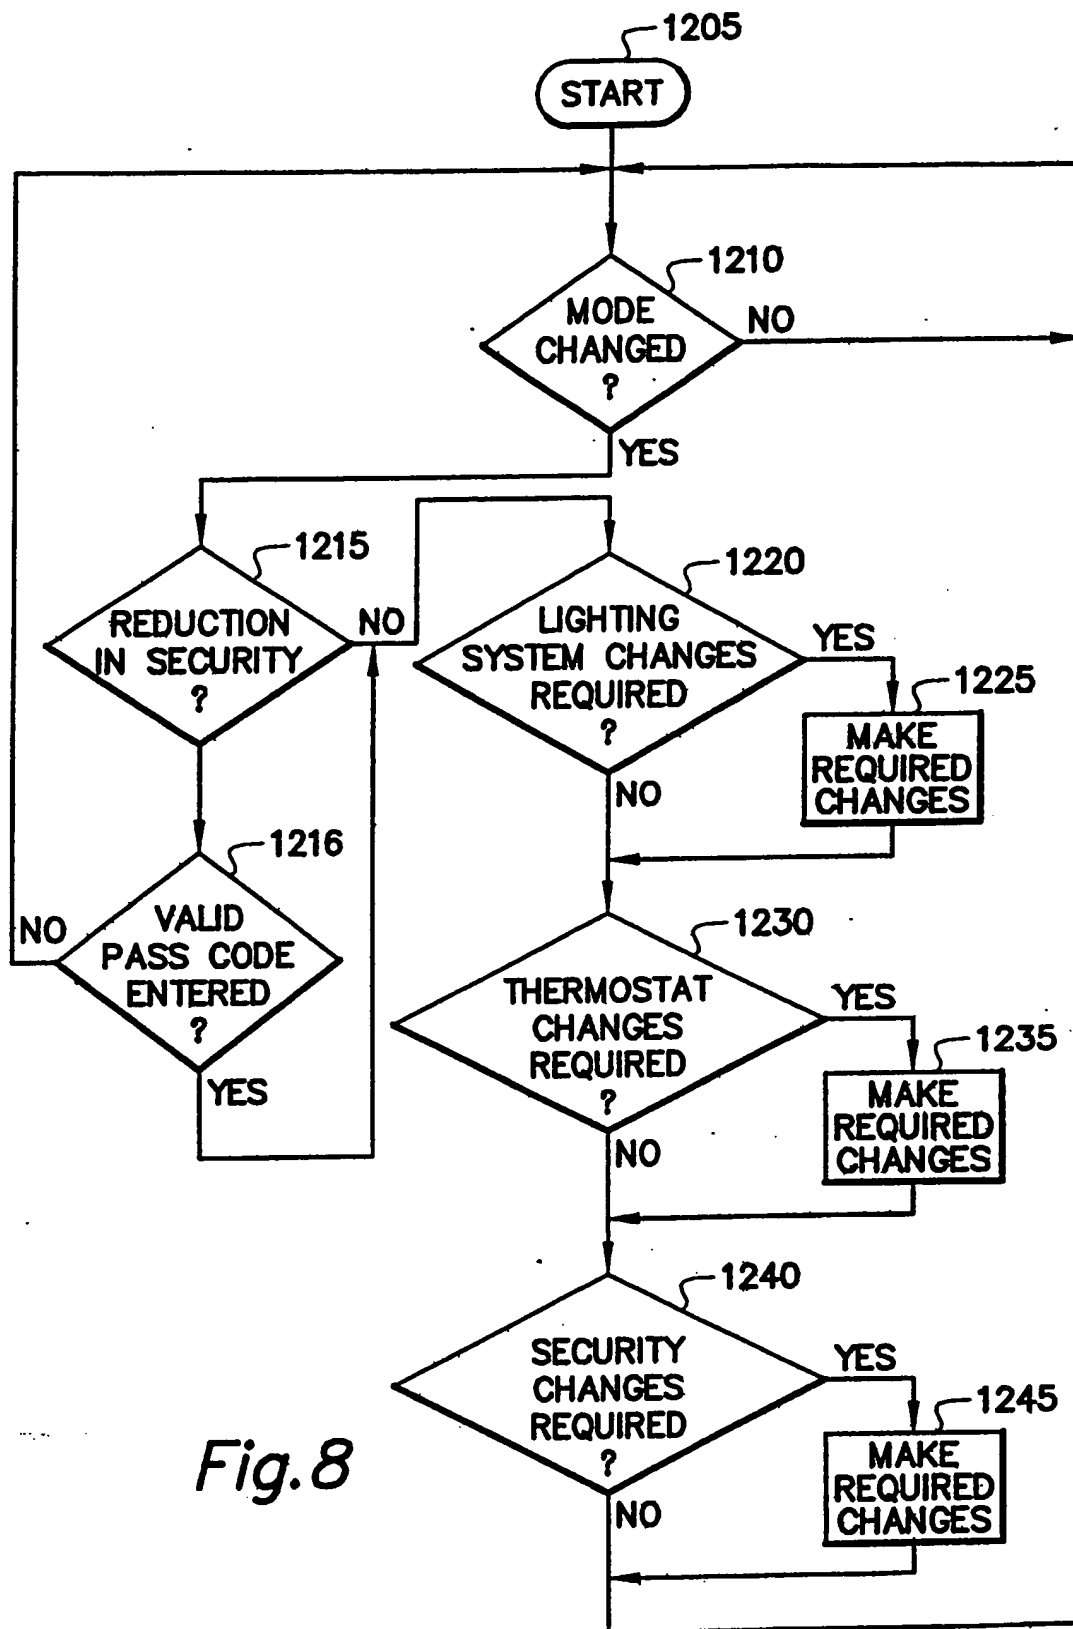 1205
START
1210
MODE
CHANGED
?
NO
YES
1215
REDUCTION
IN SECURITY
?
NO
1220
LIGHTING
SYSTEM CHANGES
REQUIRED
?
YES
NO
1225
MAKE
REQUIRED
CHANGES
1216
VALID
PASS CODE
ENTERED
?
NO
YES
1230
THERMOSTAT
CHANGES
REQUIRED
?
YES
NO
1235
MAKE
REQUIRED
CHANGES
1240
SECURITY
CHANGES
REQUIRED
?
YES
NO
1245
MAKE
REQUIRED
CHANGES
Fig.8